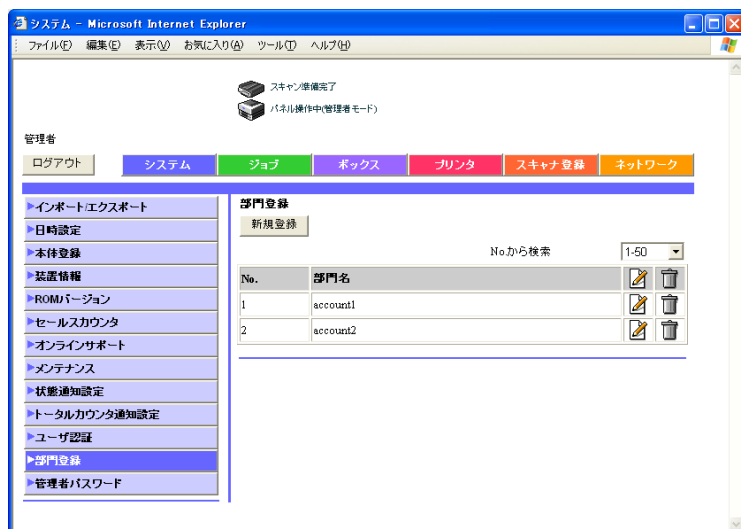 システム - Microsoft Internet Explorer
ファイル(F) 編集(E) 表示(V) お気に入り(A) ツール(T) ヘルプ(H)
スキャン準備完了
パネル操作中(管理者モード)
管理者
ログアウト システム ジョブ ボックス プリンタ スキャナ登録 ネットワーク
インポート/エクスポート
日時設定
本体登録
装置情報
ROMバージョン
セールスカウンタ
オンラインサポート
メンテナンス
状態通知設定
トータルカウンタ通知設定
ユーザ認証
部門登録
管理者パスワード
部門登録
新規登録
No.から検索 1-50
No. 部門名
1 account1
2 account2